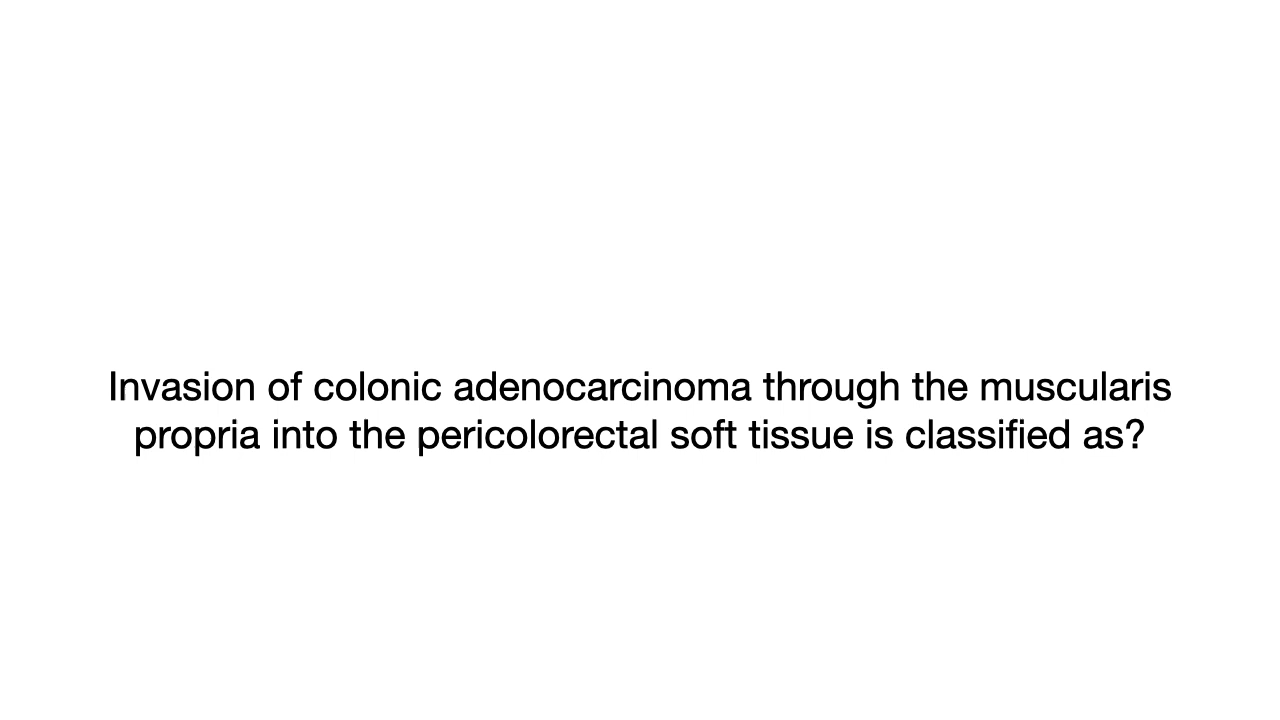 Invasion of colonic adenocarcinoma through the muscularis
propria into the pericolorectal soft tissue is classified as?